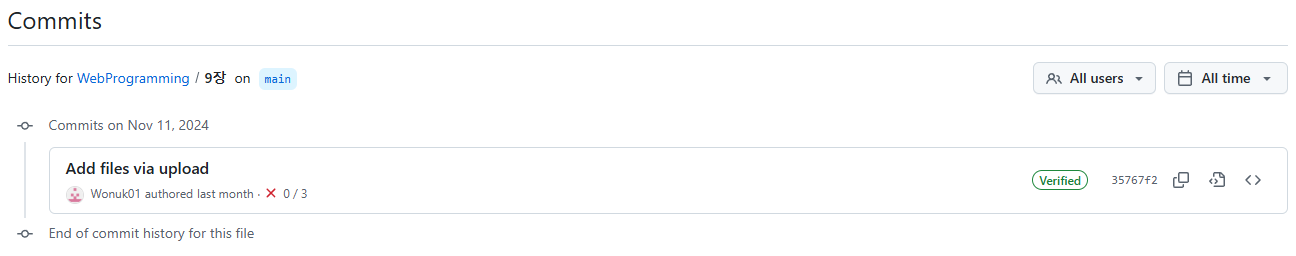 Commits
History for WebProgramming / 9장 on main
All users
All time
Commits on Nov 11, 2024
Add files via upload
Wonuk01 authored last month · 0 / 3
Verified
35767f2
End of commit history for this file